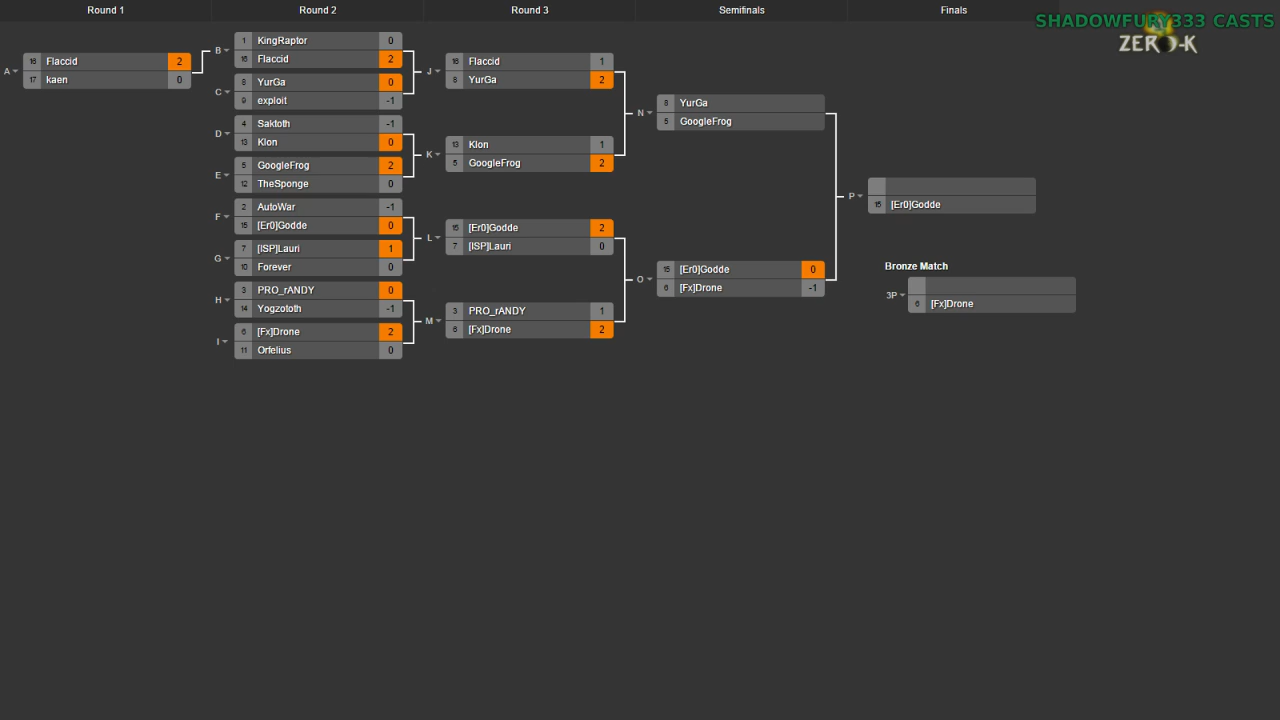 Round 1
Round 2
Round 3
Semifinals
Finals
SHADOWFURY333 CASTS
ZERO-K
A
16 Flaccid 2
17 kaen 0
B
1 KingRaptor 0
16 Flaccid 2
C
8 YurGa 0
9 exploit -1
D
4 Saktoth -1
13 Klon 0
E
5 GoogleFrog 2
12 TheSponge 0
F
2 AutoWar -1
15 [Er0]Godde 0
G
7 [ISP]Lauri 1
10 Forever 0
H
3 PRO_rANDY 0
14 Yogzototh -1
I
6 [Fx]Drone 2
11 Orfelius 0
J
16 Flaccid 1
8 YurGa 2
K
13 Klon 1
5 GoogleFrog 2
L
15 [Er0]Godde 2
7 [ISP]Lauri 0
M
3 PRO_rANDY 1
6 [Fx]Drone 2
N
8 YurGa
5 GoogleFrog
O
15 [Er0]Godde 0
6 [Fx]Drone -1
P
15 [Er0]Godde
Bronze Match
3P
6 [Fx]Drone